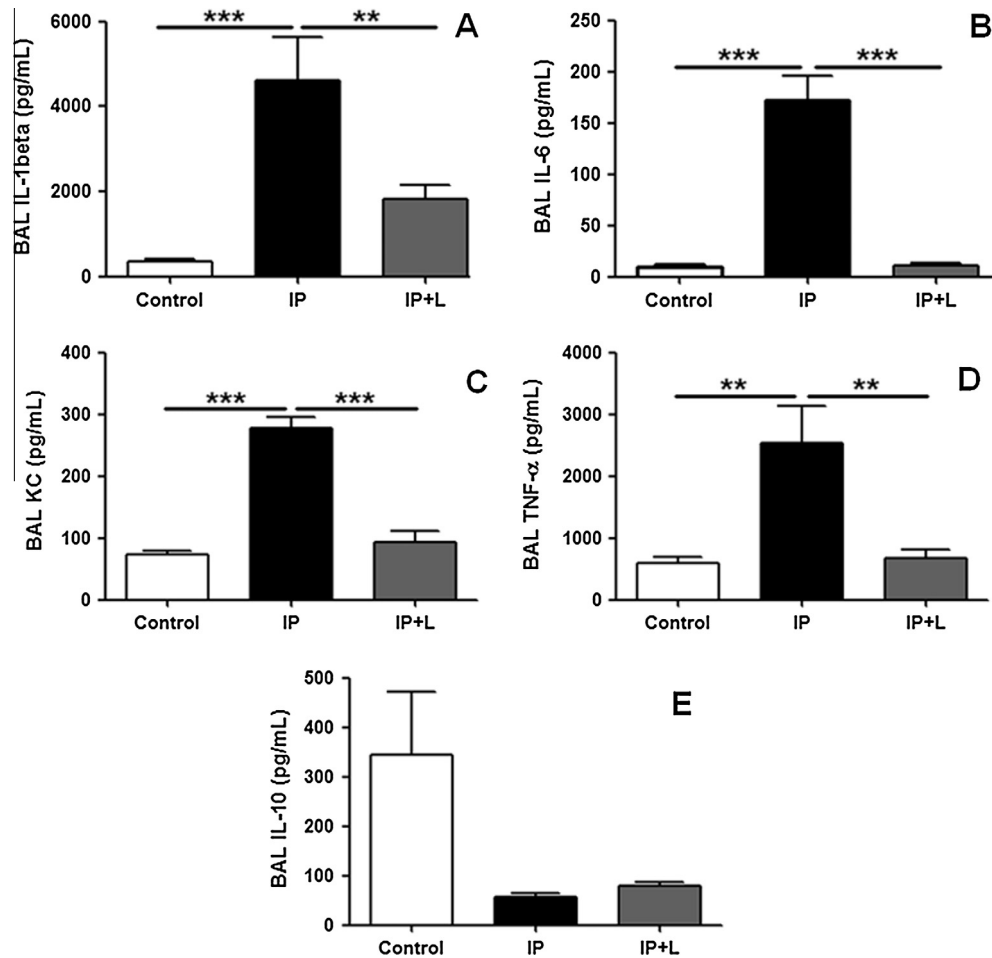 A
BAL IL-1beta (pg/mL)
6000
4000
2000
0
***
**
Control IP IP+L
B
BAL IL-6 (pg/mL)
250
200
150
100
50
0
***
***
Control IP IP+L
C
BAL KC (pg/mL)
400
300
200
100
0
***
***
Control IP IP+L
D
BAL TNF-α (pg/mL)
4000
3000
2000
1000
0
**
**
Control IP IP+L
E
BAL IL-10 (pg/mL)
500
400
300
200
100
0
Control IP IP+L